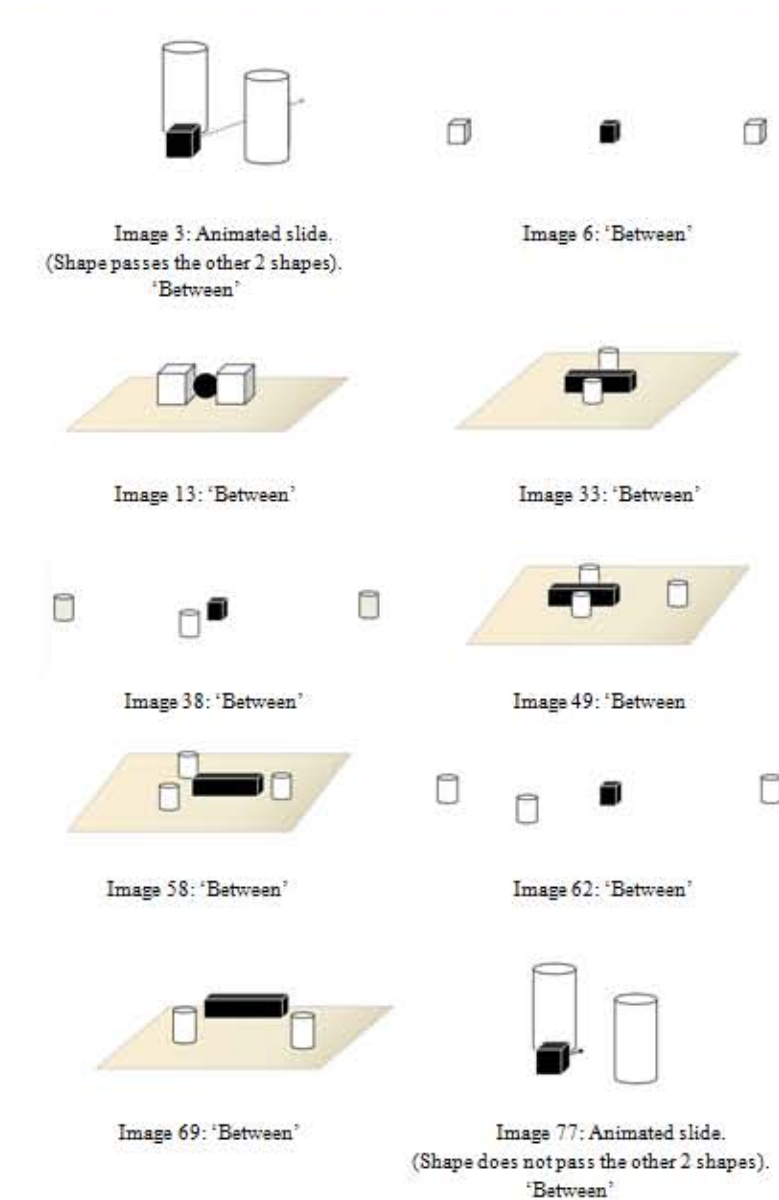 Image 3: Animated slide.
(Shape passes the other 2 shapes).
‘Between’
Image 6: ‘Between’
Image 13: ‘Between’
Image 33: ‘Between’
Image 38: ‘Between’
Image 49: ‘Between
Image 58: ‘Between’
Image 62: ‘Between’
Image 69: ‘Between’
Image 77: Animated slide.
(Shape does not pass the other 2 shapes).
‘Between’